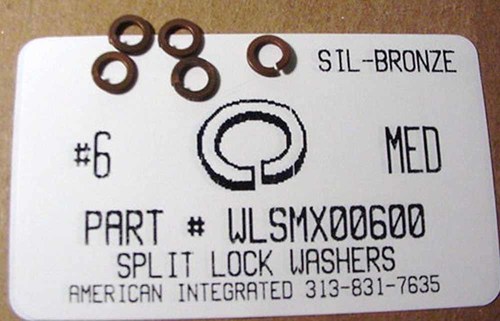 SIL-BRONZE
#6 MED
PART # WLSMX00600
SPLIT LOCK WASHERS
AMERICAN INTEGRATED 313-831-7635